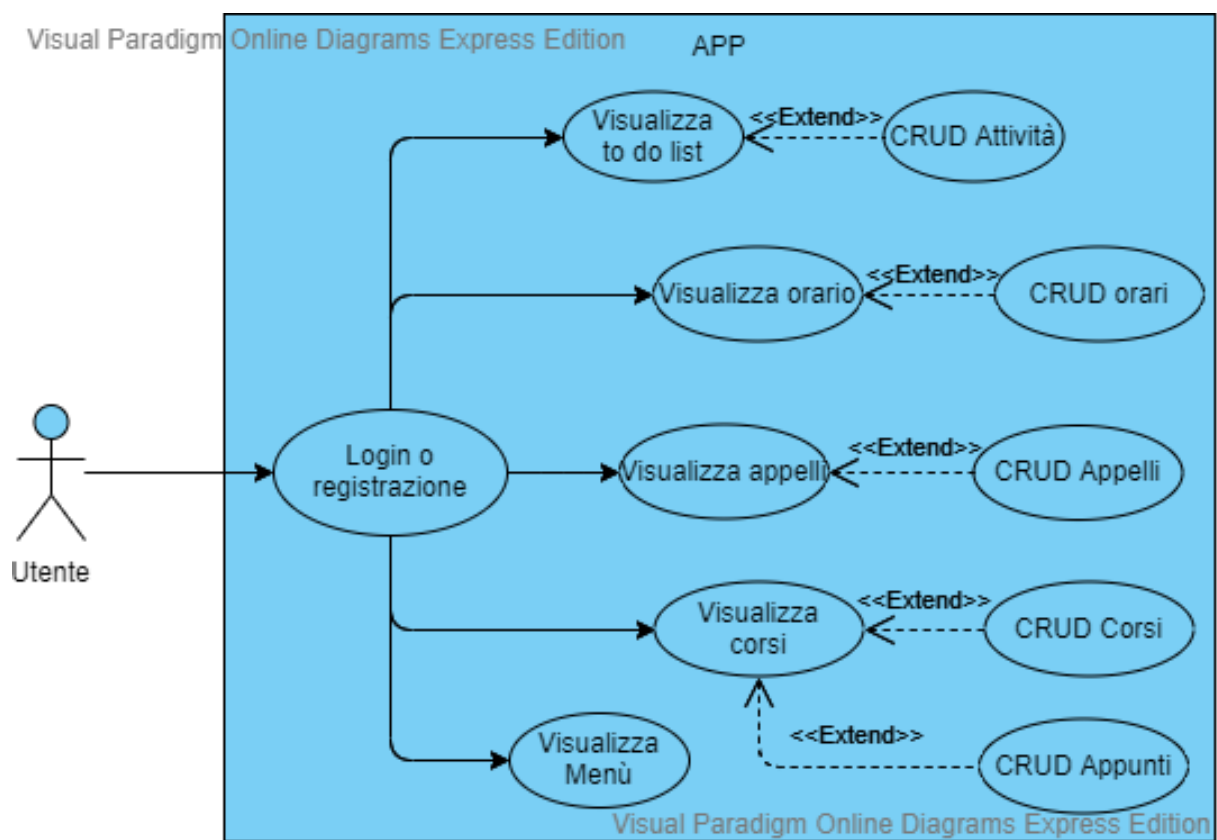 Visual Paradigm Online Diagrams Express Edition
APP
Visualizza
to do list
<<Extend>>
CRUD Attività
Visualizza orario
<<Extend>>
CRUD orari
Utente
Login o
registrazione
Visualizza appelli
<<Extend>>
CRUD Appelli
Visualizza
corsi
<<Extend>>
CRUD Corsi
Visualizza
Menù
<<Extend>>
CRUD Appunti
Visual Paradigm Online Diagrams Express Edition